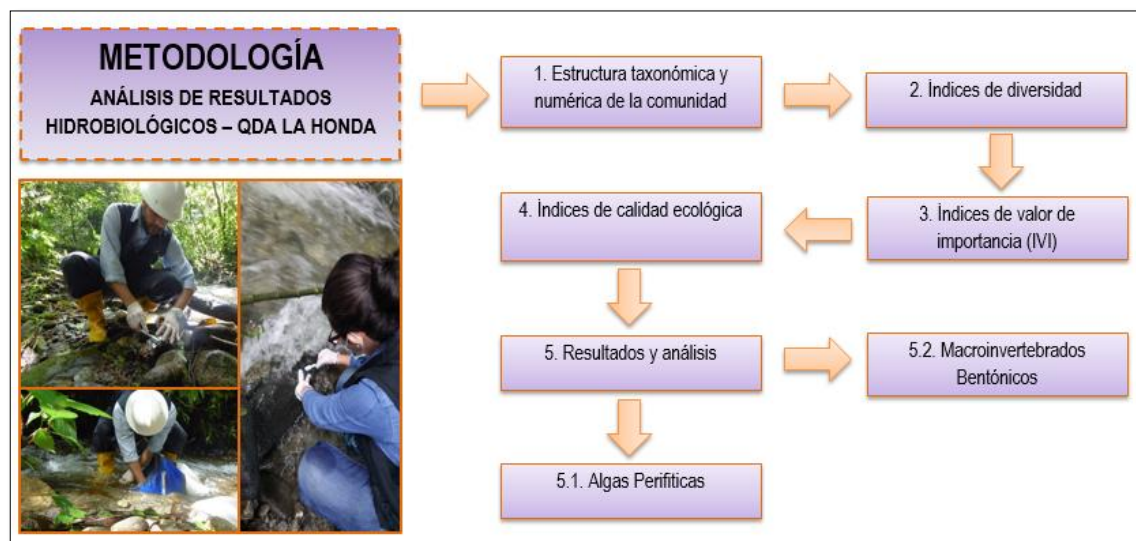 METODOLOGÍA
ANÁLISIS DE RESULTADOS
HIDROBIOLÓGICOS – QDA LA HONDA
1. Estructura taxonómica y
numérica de la comunidad
2. Índices de diversidad
3. Índices de valor de
importancia (IVI)
4. Índices de calidad ecológica
5. Resultados y análisis
5.2. Macroinvertebrados
Bentónicos
5.1. Algas Perifiticas